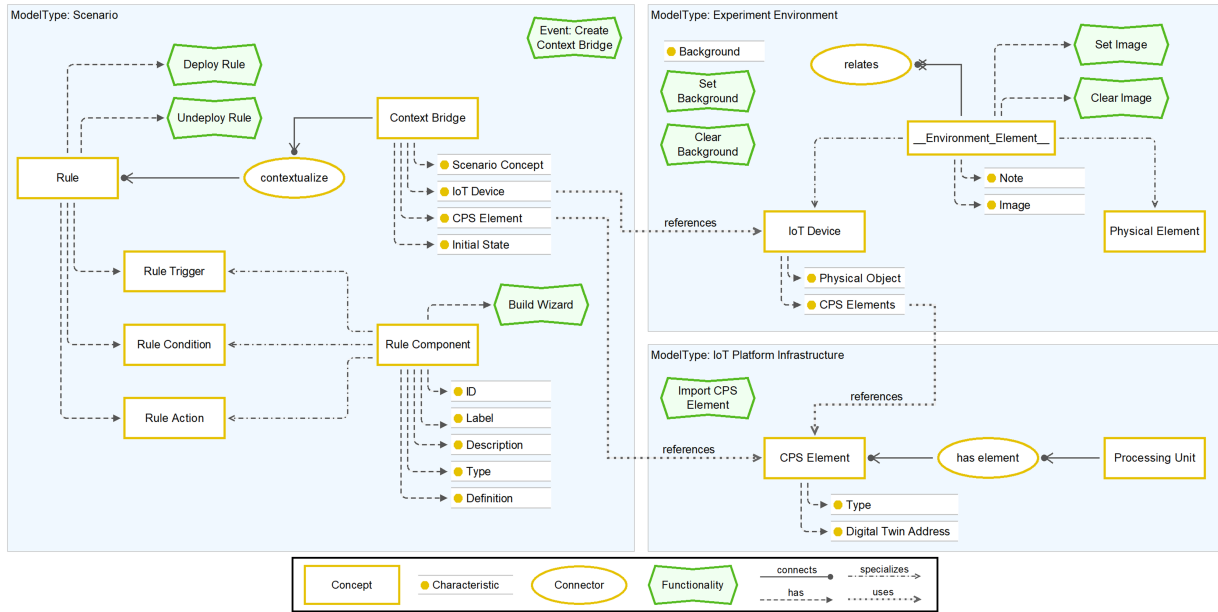 ModelType: Scenario
Event: Create
Context Bridge
Deploy Rule
Undeploy Rule
Context Bridge
Rule
contextualize
Scenario Concept
IoT Device
CPS Element
Initial State
Rule Trigger
Build Wizard
Rule Condition
Rule Component
Rule Action
ID
Label
Description
Type
Definition
ModelType: Experiment Environment
Background
relates
Set Image
Set
Background
Clear Image
Clear
Background
__Environment_Element__
Note
Image
references
IoT Device
Physical Element
Physical Object
CPS Elements
ModelType: IoT Platform Infrastructure
Import CPS
Element
references
references
CPS Element
has element
Processing Unit
Type
Digital Twin Address
Concept
Characteristic
Connector
Functionality
connects
specializes
has
uses